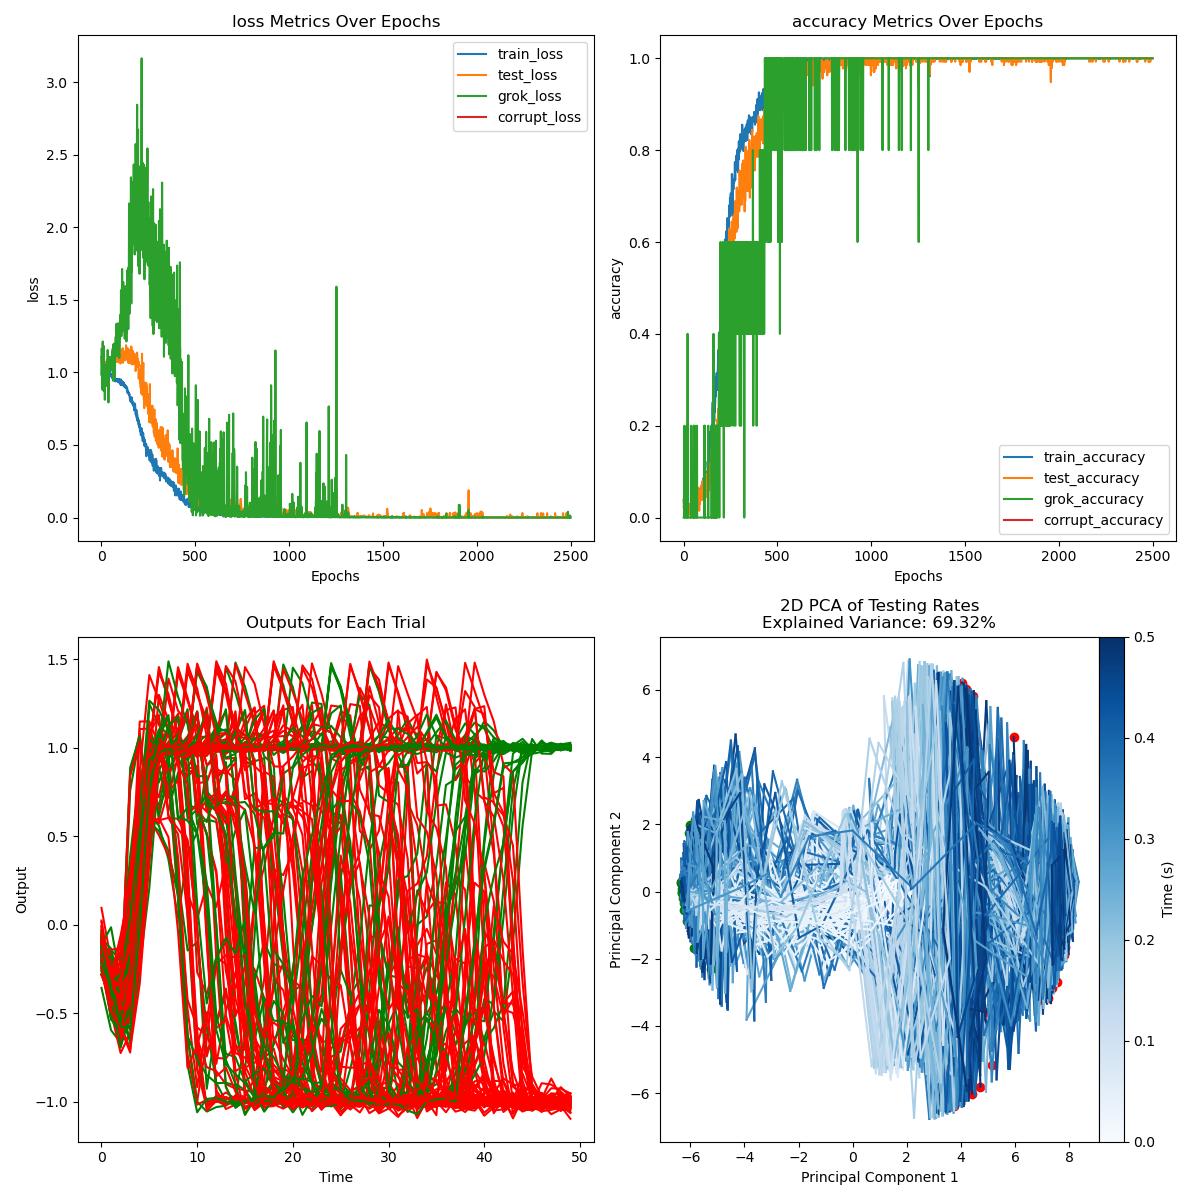 loss Metrics Over Epochs
3.0
2.5
2.0
1.5
1.0
0.5
0.0
loss
0
500
1000
1500
2000
2500
Epochs
train_loss
test_loss
grok_loss
corrupt_loss
accuracy Metrics Over Epochs
1.0
0.8
0.6
0.4
0.2
0.0
accuracy
0
500
1000
1500
2000
2500
Epochs
train_accuracy
test_accuracy
grok_accuracy
corrupt_accuracy
Outputs for Each Trial
1.5
1.0
0.5
0.0
−0.5
−1.0
Output
0
10
20
30
40
50
Time
2D PCA of Testing Rates
Explained Variance: 69.32%
6
4
2
0
−2
−4
−6
Principal Component 2
−6
−4
−2
0
2
4
6
8
Principal Component 1
0.5
0.4
0.3
0.2
0.1
0.0
Time (s)